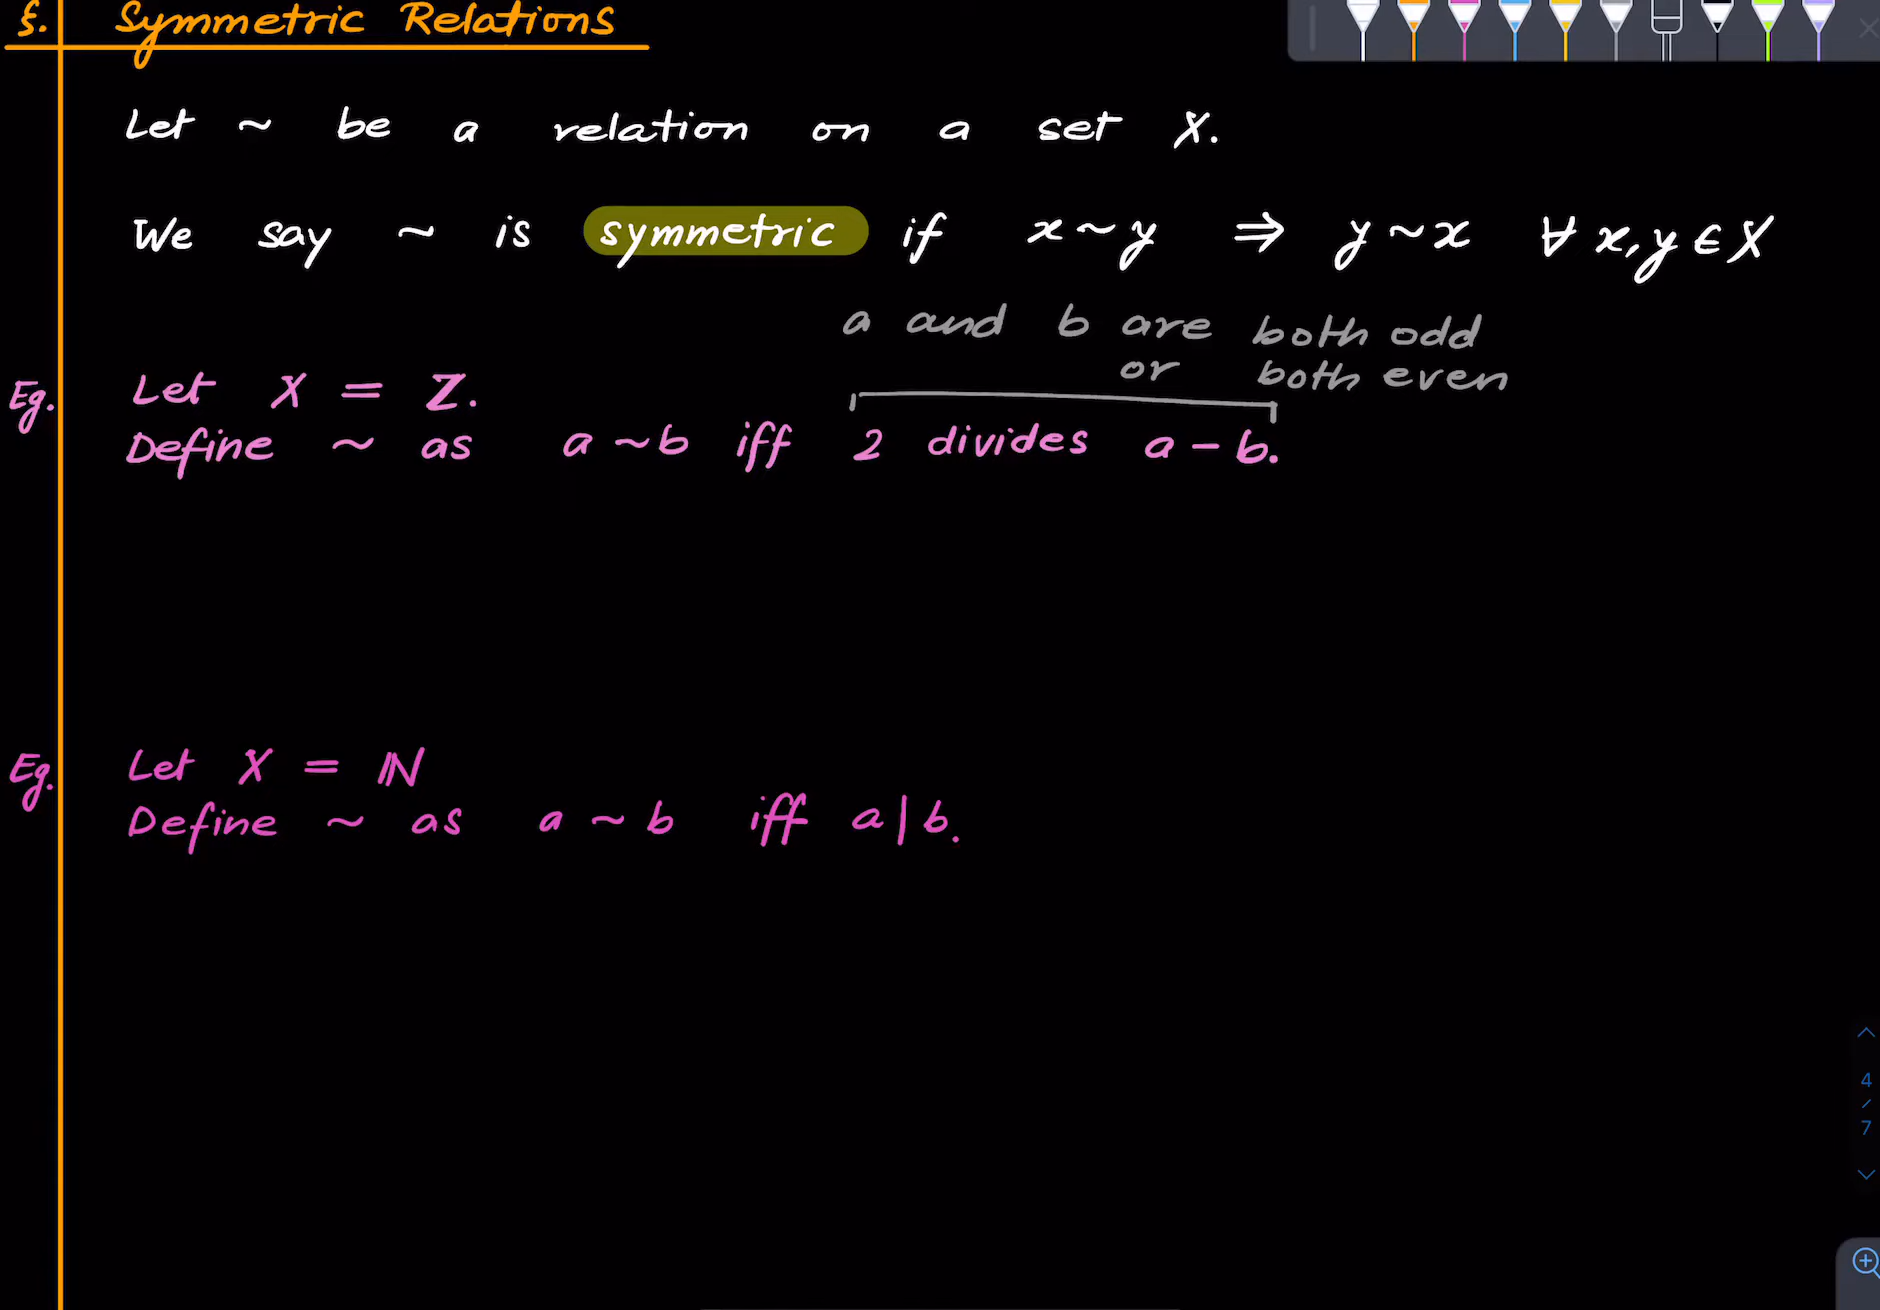 §. Symmetric Relations
Let ~ be a relation on a set X.
We say ~ is symmetric if x~y ⇒ y~x ∀ x,y ∈ X
a and b are both odd
or both even
Eg. Let X = ℤ.
Define ~ as a ~ b iff 2 divides a - b.
Eg. Let X = ℕ
Define ~ as a ~ b iff a | b.
4
/
7